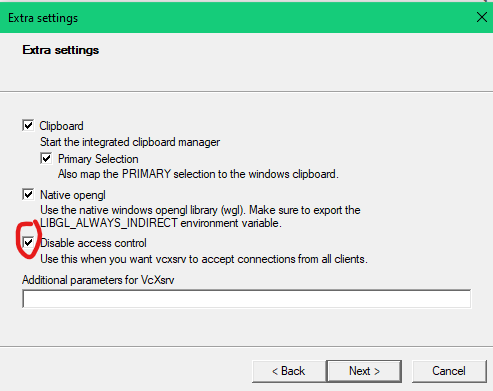 Extra settings
Extra settings
Clipboard
Start the integrated clipboard manager
Primary Selection
Also map the PRIMARY selection to the windows clipboard.
Native opengl
Use the native windows opengl library (wgl). Make sure to export the
LIBGL_ALWAYS_INDIRECT environment variable.
Disable access control
Use this when you want vcxsrv to accept connections from all clients.
Additional parameters for VcXsrv
< Back
Next >
Cancel